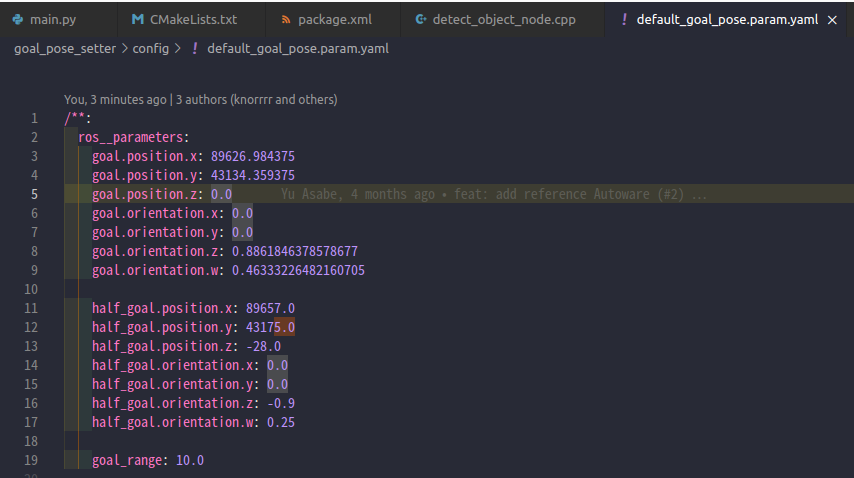 main.py CMakeLists.txt package.xml detect_object_node.cpp ! default_goal_pose.param.yaml ×
goal_pose_setter > config > ! default_goal_pose.param.yaml
You, 3 minutes ago | 3 authors (knorrrr and others)
1 /**:
2 ros__parameters:
3 goal.position.x: 89626.984375
4 goal.position.y: 43134.359375
5 goal.position.z: 0.0 Yu Asabe, 4 months ago • feat: add reference Autoware (#2) ...
6 goal.orientation.x: 0.0
7 goal.orientation.y: 0.0
8 goal.orientation.z: 0.8861846378578677
9 goal.orientation.w: 0.46333226482160705
10
11 half_goal.position.x: 89657.0
12 half_goal.position.y: 43175.0
13 half_goal.position.z: -28.0
14 half_goal.orientation.x: 0.0
15 half_goal.orientation.y: 0.0
16 half_goal.orientation.z: -0.9
17 half_goal.orientation.w: 0.25
18
19 goal_range: 10.0